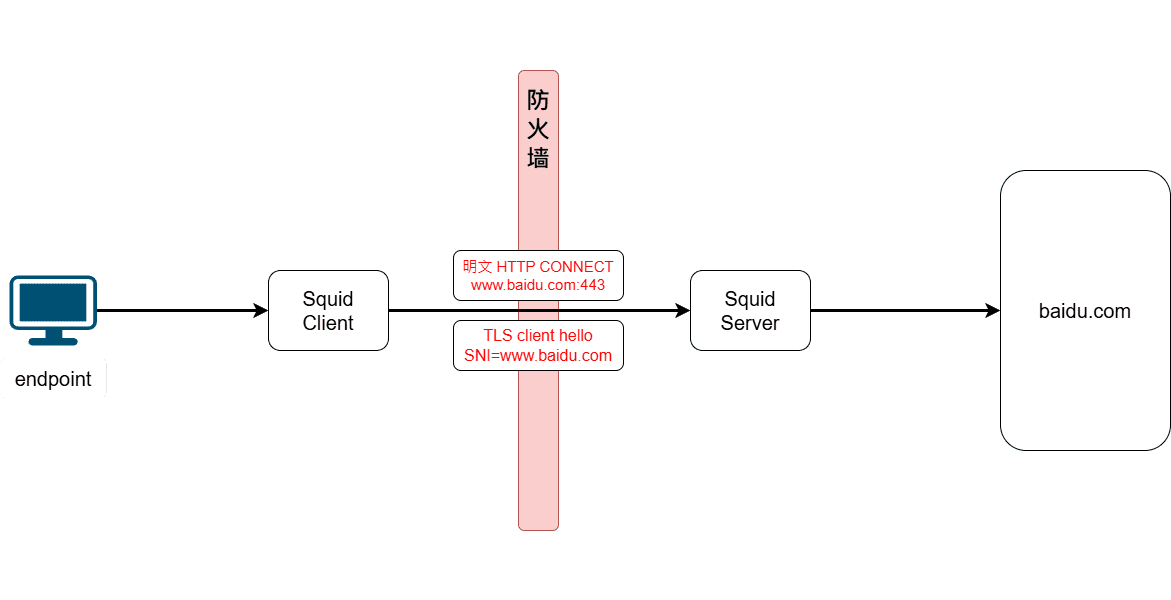 防
火
墙
明文 HTTP CONNECT
www.baidu.com:443
TLS client hello
SNI=www.baidu.com
endpoint
Squid
Client
Squid
Server
baidu.com